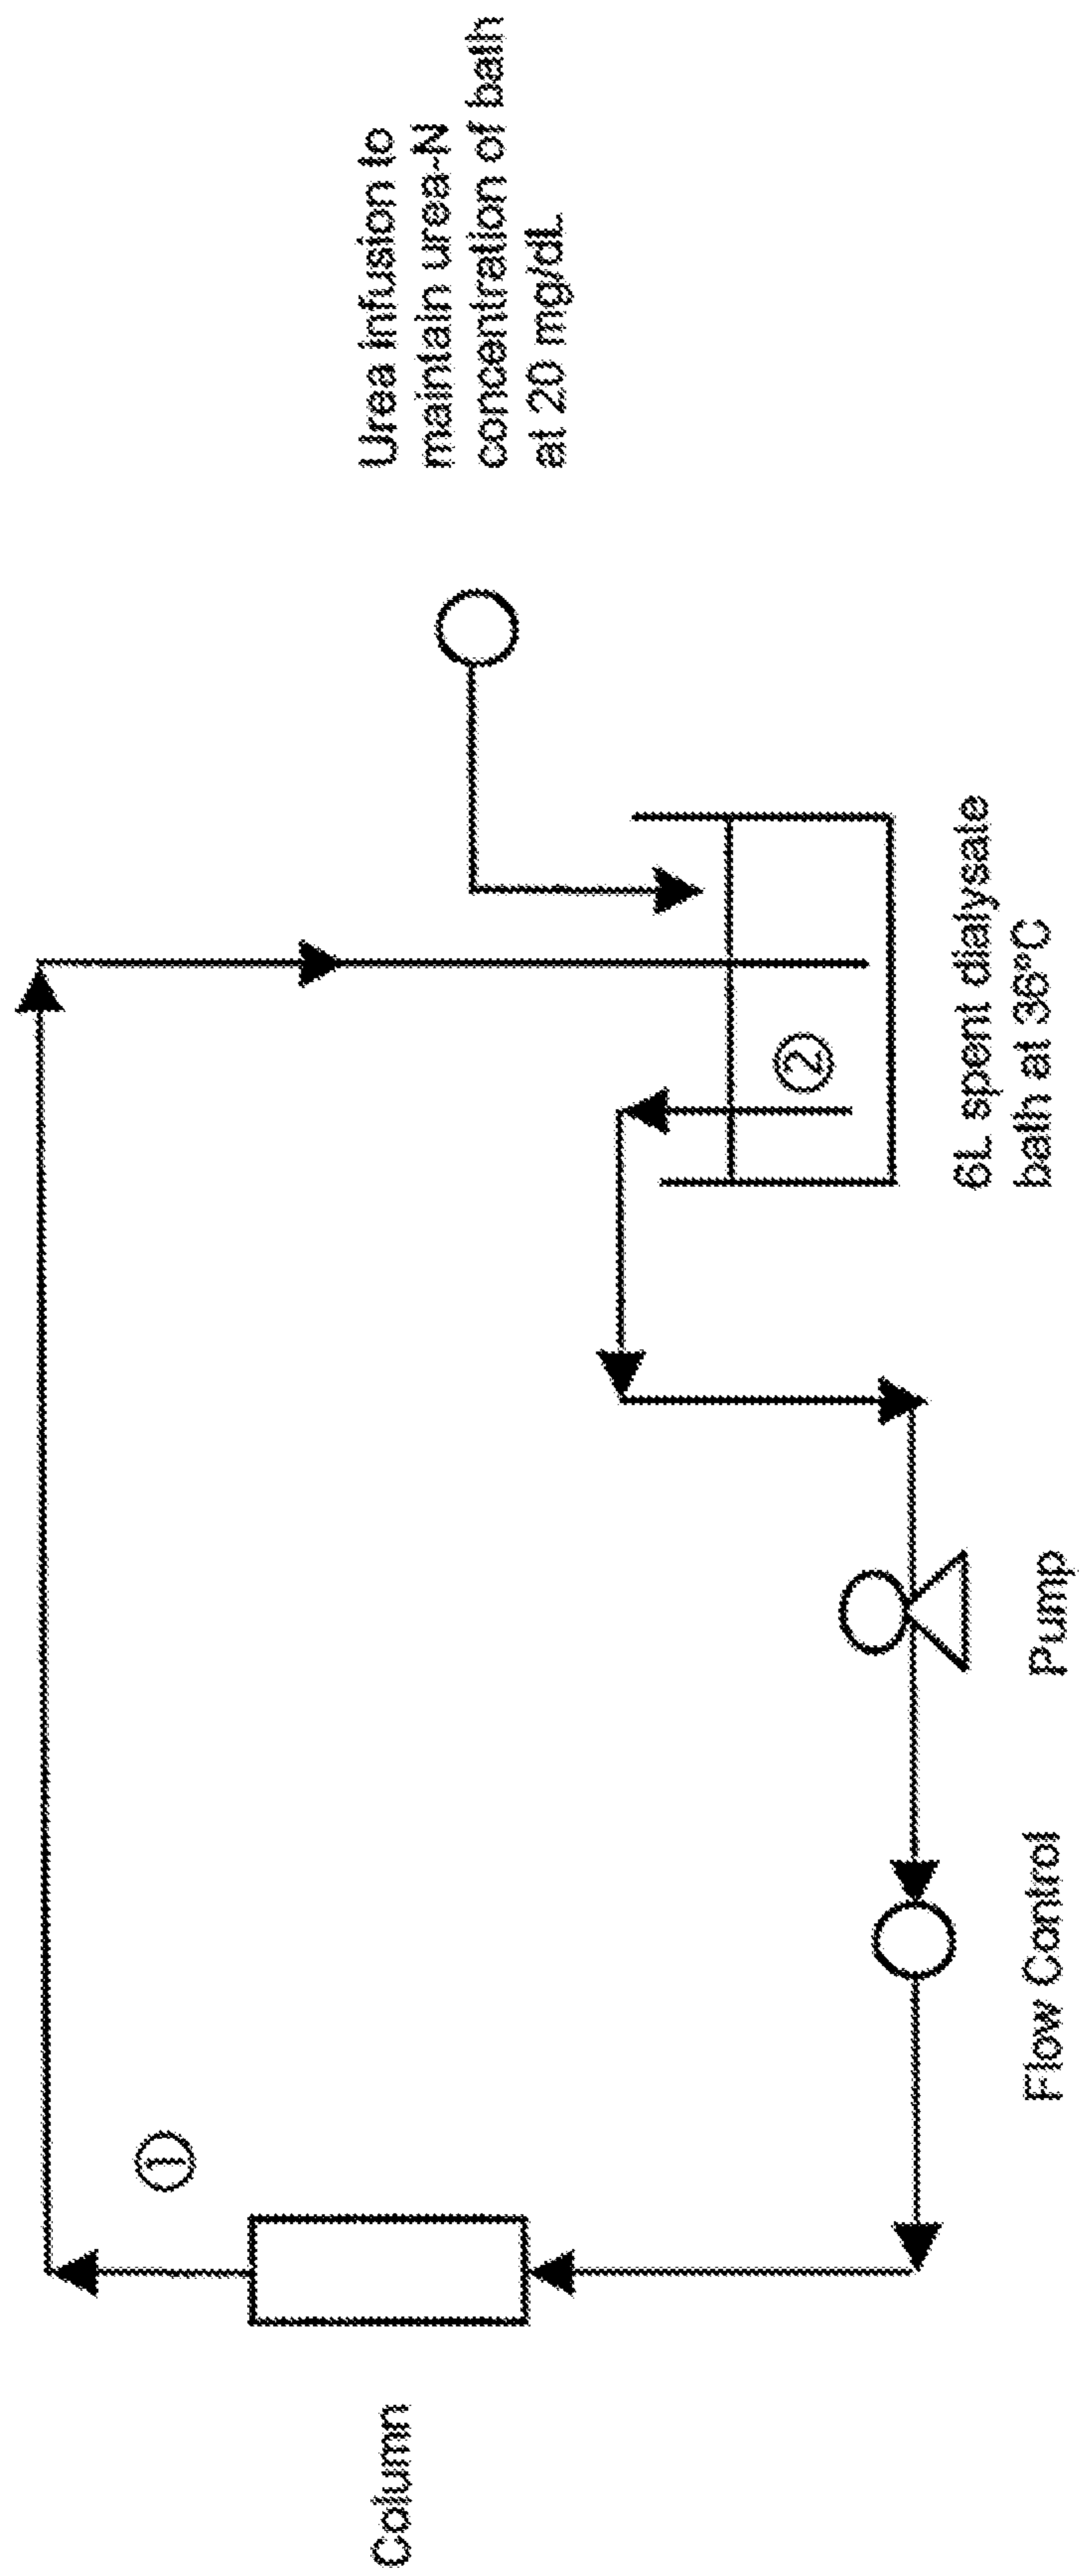 Urea infusion to
maintain urea-N
concentration of bath
at 20 mg/dL
①
②
6L spent dialysate
bath at 36°C
Column
Flow Control
Pump